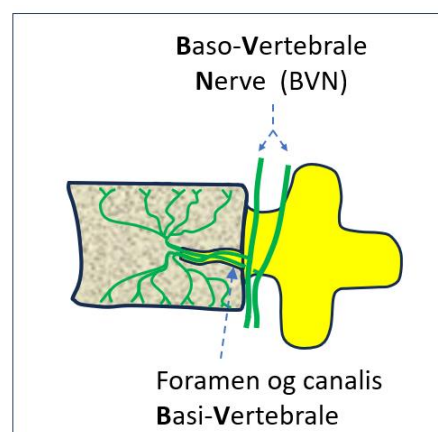 Baso-Vertebrale
Nerve (BVN)
Foramen og canalis
Basi-Vertebrale